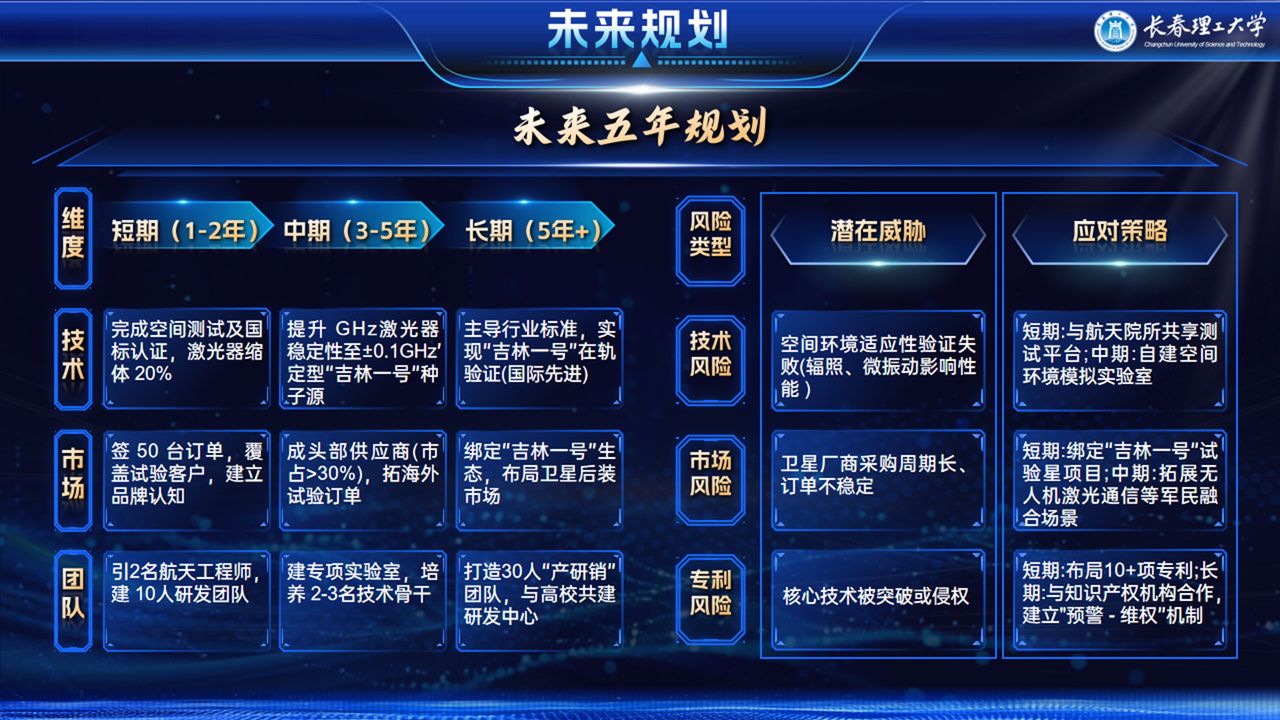 未来规划
长春理工大学
Changchun University of Science and Technology
未来五年规划
维
度
短期（1-2年）
中期（3-5年）
长期（5年+）
技
术
完成空间测试及国
标认证，激光器缩
体 20%
提升 GHz激光器
稳定性至±0.1GHz'
定型“吉林一号”种
子源
主导行业标准，实
现“吉林一号”在轨
验证(国际先进)
市
场
签 50 台订单，覆
盖试验客户，建立
品牌认知
成头部供应商(市
占>30%)，拓海外
试验订单
绑定“吉林一号”生
态，布局卫星后装
市场
团
队
引2名航天工程师，
建 10人研发团队
建专项实验室，培
养 2-3名技术骨干
打造30人“产研销”
团队，与高校共建
研发中心
风险
类型
潜在威胁
应对策略
技术
风险
空间环境适应性验证失
败(辐照、微振动影响性
能 )
短期:与航天院所共享测
试平台;中期:自建空间
环境模拟实验室
市场
风险
卫星厂商采购周期长、
订单不稳定
短期:绑定“吉林一号”试
验星项目;中期:拓展无
人机激光通信等军民融
合场景
专利
风险
核心技术被突破或侵权
短期:布局10+项专利;长
期:与知识产权机构合作，
建立"预警 - 维权”机制